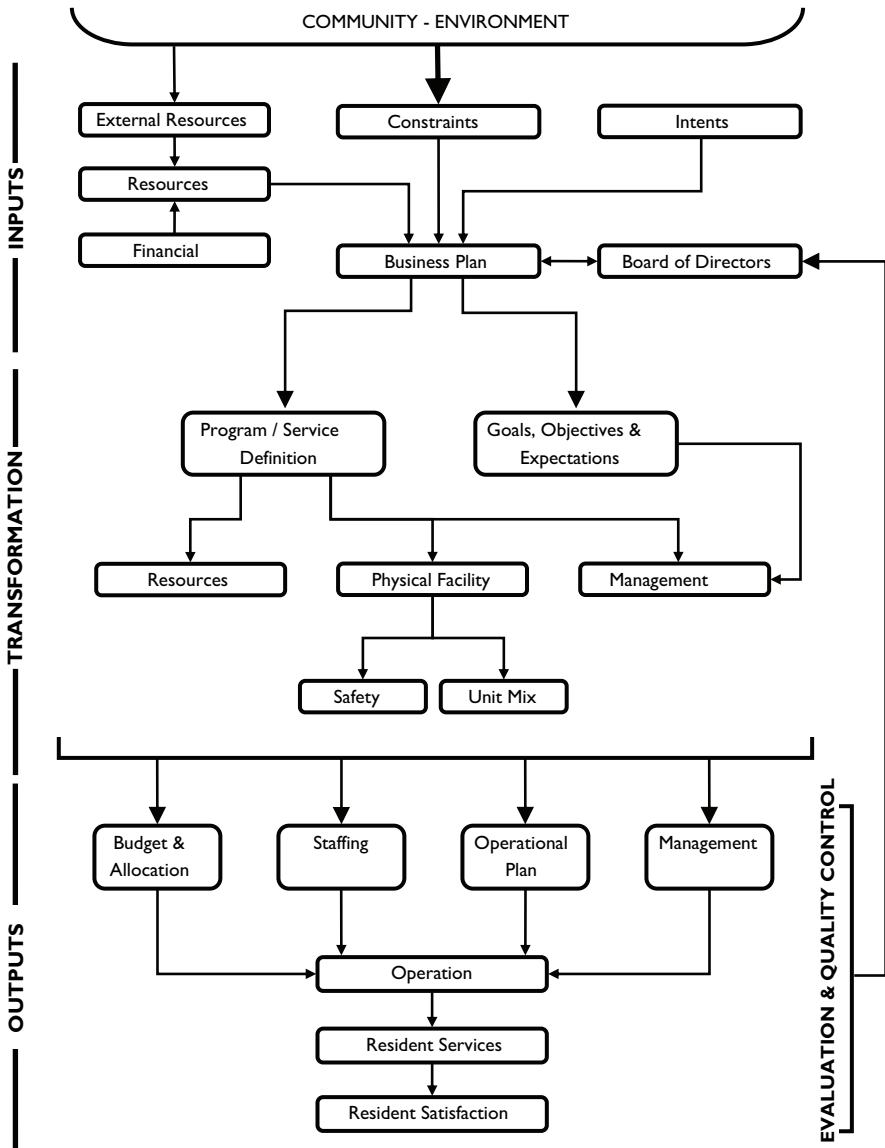 COMMUNITY - ENVIRONMENT
INPUTS
External Resources
Constraints
Intents
Resources
Financial
Business Plan
Board of Directors
TRANSFORMATION
Program / Service
Definition
Goals, Objectives &
Expectations
Resources
Physical Facility
Management
Safety
Unit Mix
OUTPUTS
Budget &
Allocation
Staffing
Operational
Plan
Management
Operation
Resident Services
Resident Satisfaction
EVALUATION & QUALITY CONTROL